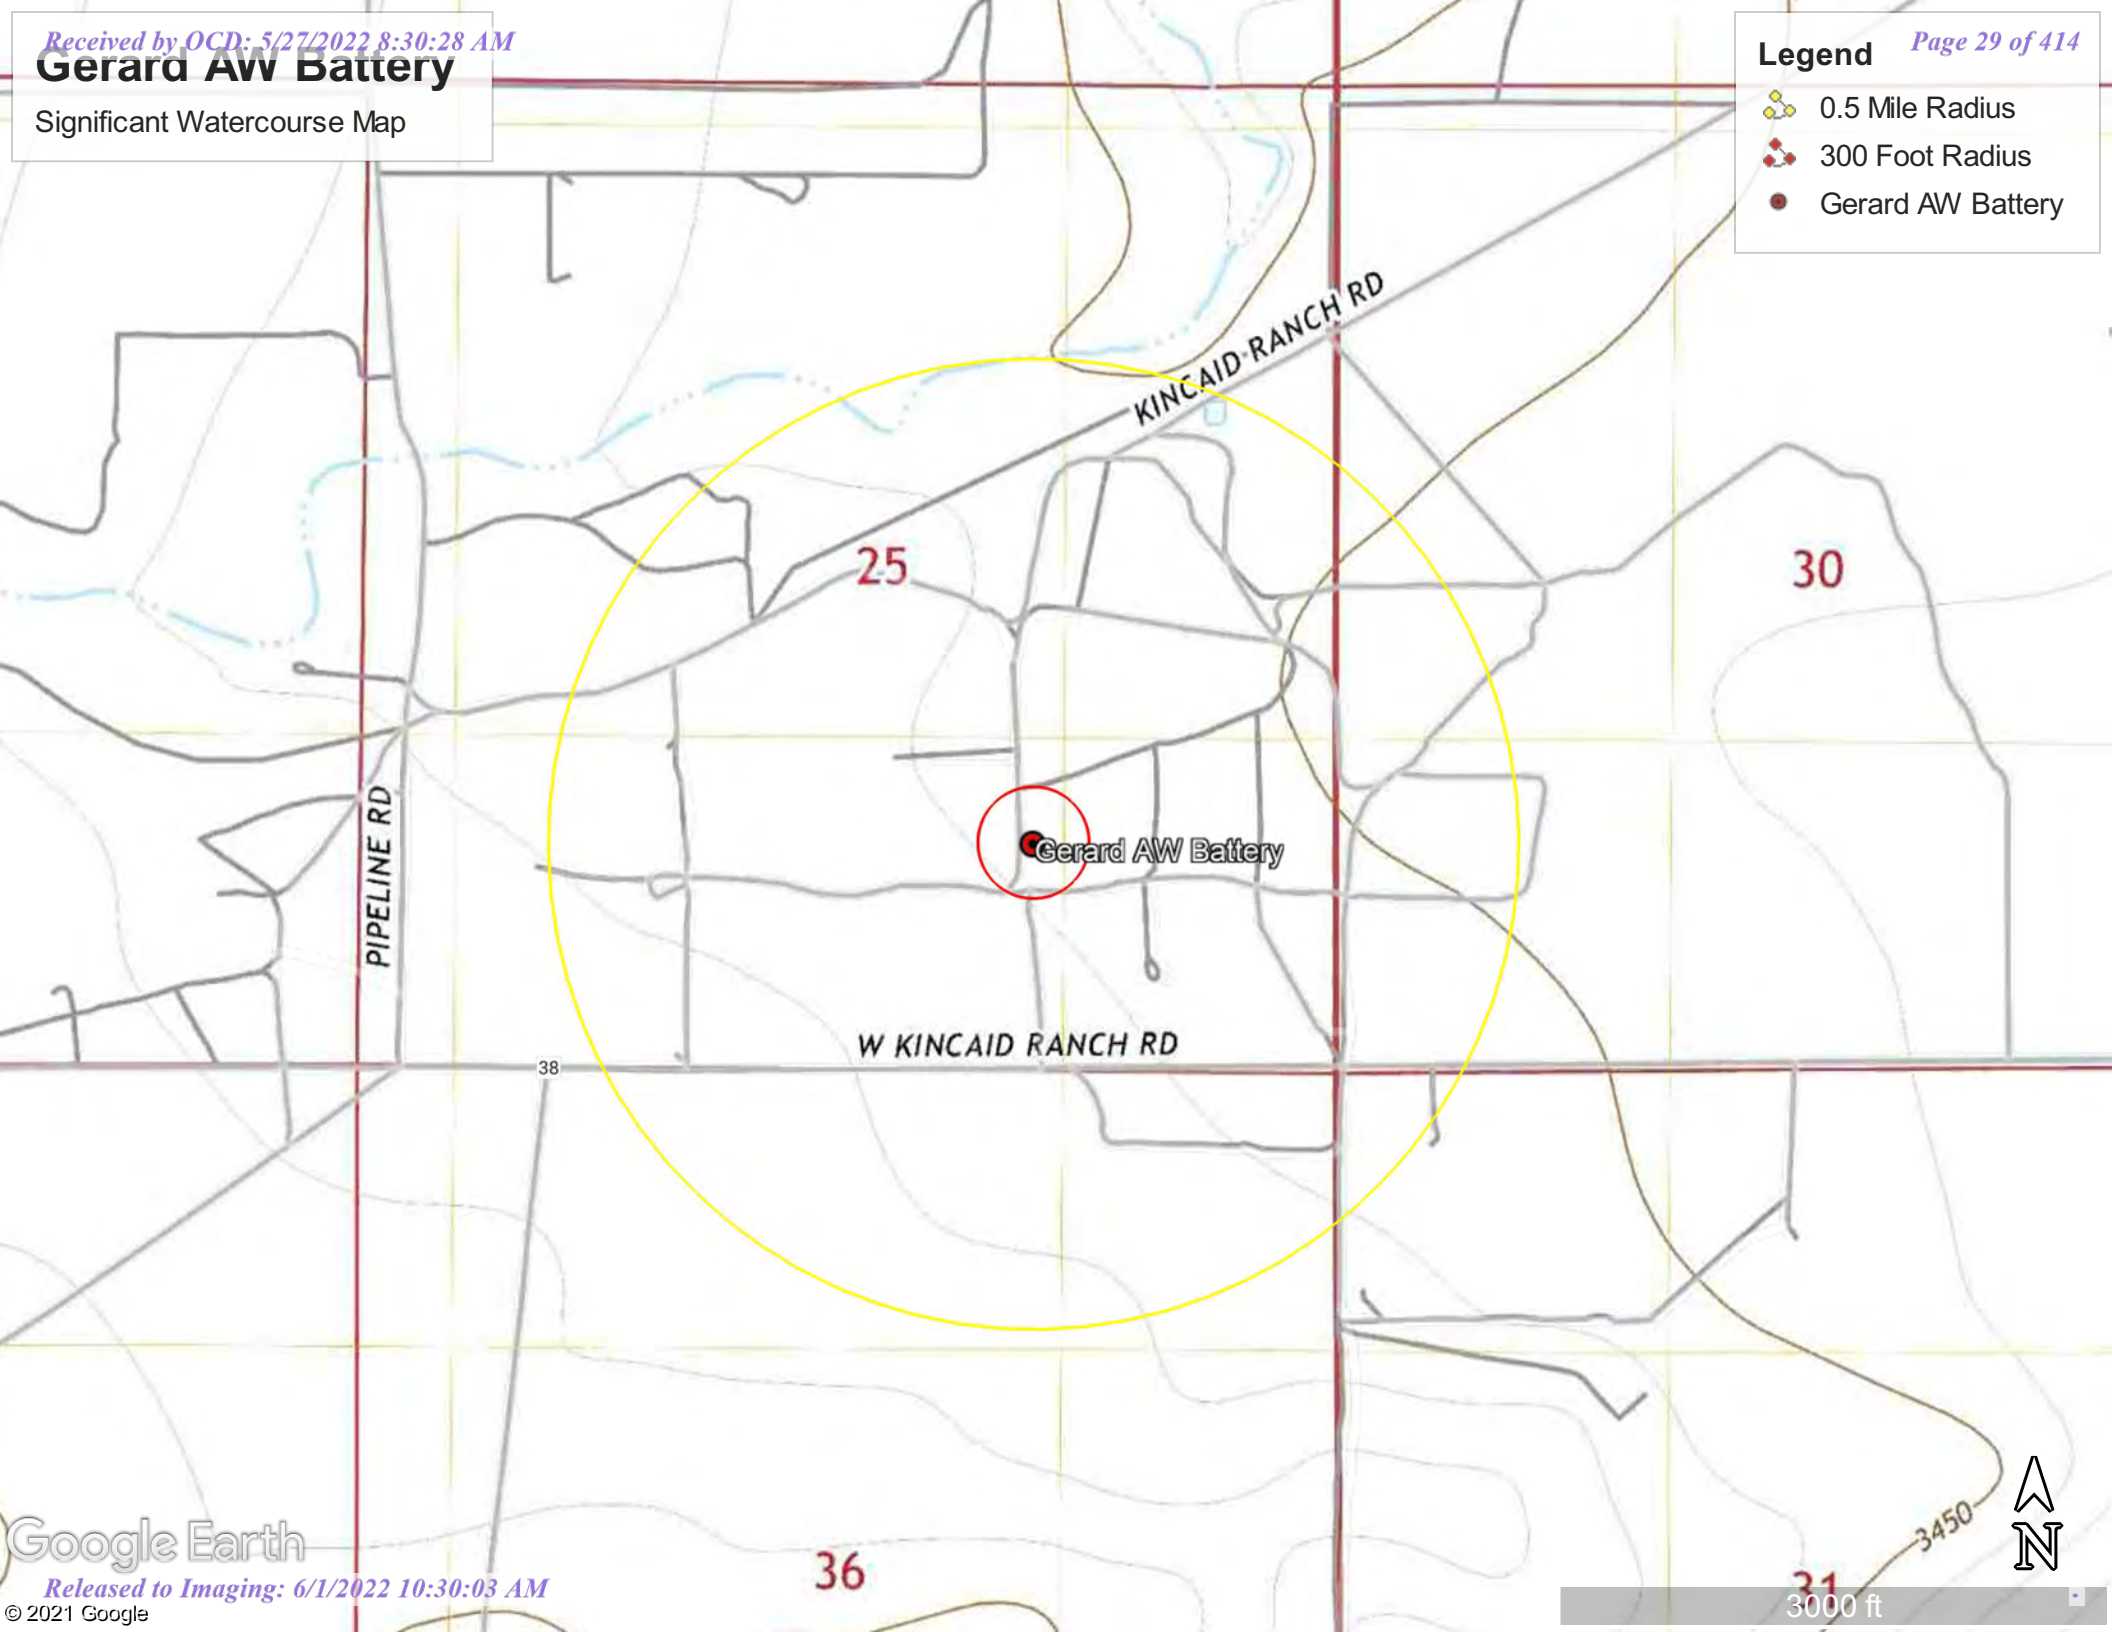 Received by OCD: 5/27/2022 8:30:28 AM
Page 29 of 414
Gerard AW Battery
Significant Watercourse Map
Legend
0.5 Mile Radius
300 Foot Radius
Gerard AW Battery
KINCAID RANCH RD
25
30
Gerard AW Battery
PIPELINE RD
W KINCAID RANCH RD
38
3450
N
36
31
Google Earth
Released to Imaging: 6/1/2022 10:30:03 AM
© 2021 Google
3000 ft